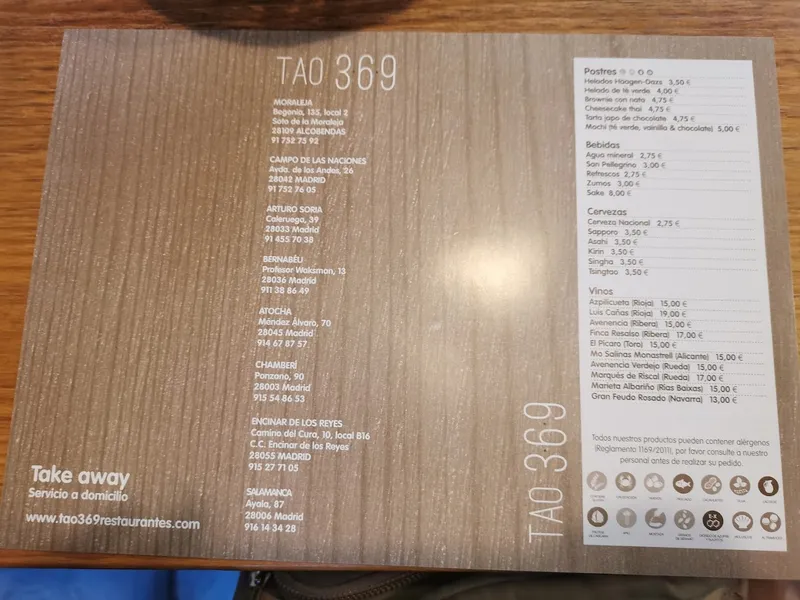 TAO 3·6·9
MORALEJA
Begonia, 135, local 2
Soto de la Moraleja
28109 ALCOBENDAS
91 752 75 92
CAMPO DE LAS NACIONES
Avda. de los Andes, 26
28042 MADRID
91 752 76 05
ARTURO SORIA
Caleruega, 39
28033 Madrid
91 455 70 38
BERNABÉU
Profesor Waksman, 13
28036 Madrid
911 38 86 49
ATOCHA
Méndez Álvaro, 70
28045 Madrid
914 67 87 57
CHAMBERÍ
Ponzano, 90
28003 Madrid
915 54 86 53
ENCINAR DE LOS REYES
Camino del Cura, 10, local B16
C.C. Encinar de los Reyes
28055 MADRID
915 27 71 05
SALAMANCA
Ayala, 87
28006 Madrid
916 14 34 28
Take away
Servicio a domicilio
www.tao369restaurantes.com
TAO 3·6·9
Postres
Helados Häagen-Dazs 3,50 €
Helado de té verde 4,00 €
Brownie con nata 4,75 €
Cheesecake thai 4,75 €
Tarta japo de chocolate 4,75 €
Mochi (té verde, vainilla & chocolate) 5,00 €
Bebidas
Agua mineral 2,75 €
San Pellegrino 3,00 €
Refrescos 2,75 €
Zumos 3,00 €
Sake 8,00 €
Cervezas
Cerveza Nacional 2,75 €
Sapporo 3,50 €
Asahi 3,50 €
Kirin 3,50 €
Singha 3,50 €
Tsingtao 3,50 €
Vinos
Azpilicueta (Rioja) 15,00 €
Luis Cañas (Rioja) 19,00 €
Avenencia (Ribera) 15,00 €
Finca Resalso (Ribera) 17,00 €
El Pícaro (Toro) 15,00 €
Mo Salinas Monastrell (Alicante) 15,00 €
Avenencia Verdejo (Rueda) 15,00 €
Marqués de Riscal (Rueda) 17,00 €
Marieta Albariño (Rías Baixas) 15,00 €
Gran Feudo Rosado (Navarra) 13,00 €
Todos nuestros productos pueden contener alérgenos
(Reglamento 1169/2011), por favor consulte a nuestro
personal antes de realizar su pedido.